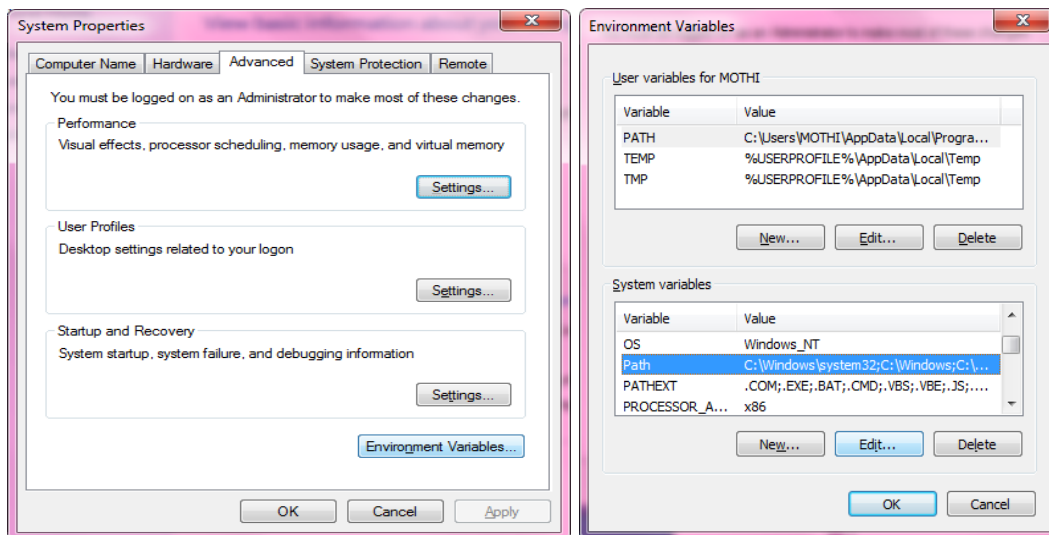 System Properties
Computer Name Hardware Advanced System Protection Remote
You must be logged on as an Administrator to make most of these changes.
Performance
Visual effects, processor scheduling, memory usage, and virtual memory
Settings...
User Profiles
Desktop settings related to your logon
Settings...
Startup and Recovery
System startup, system failure, and debugging information
Settings...
Environment Variables...
OK Cancel Apply
Environment Variables
User variables for MOTHI
Variable Value
PATH C:\Users\MOTHI\AppData\Local\Progra...
TEMP %USERPROFILE%\AppData\Local\Temp
TMP %USERPROFILE%\AppData\Local\Temp
New... Edit... Delete
System variables
Variable Value
OS Windows_NT
Path C:\Windows\system32;C:\Windows;C:\...
PATHEXT .COM;.EXE;.BAT;.CMD;.VBS;.VBE;.JS;....
PROCESSOR_A... x86
New... Edit... Delete
OK Cancel